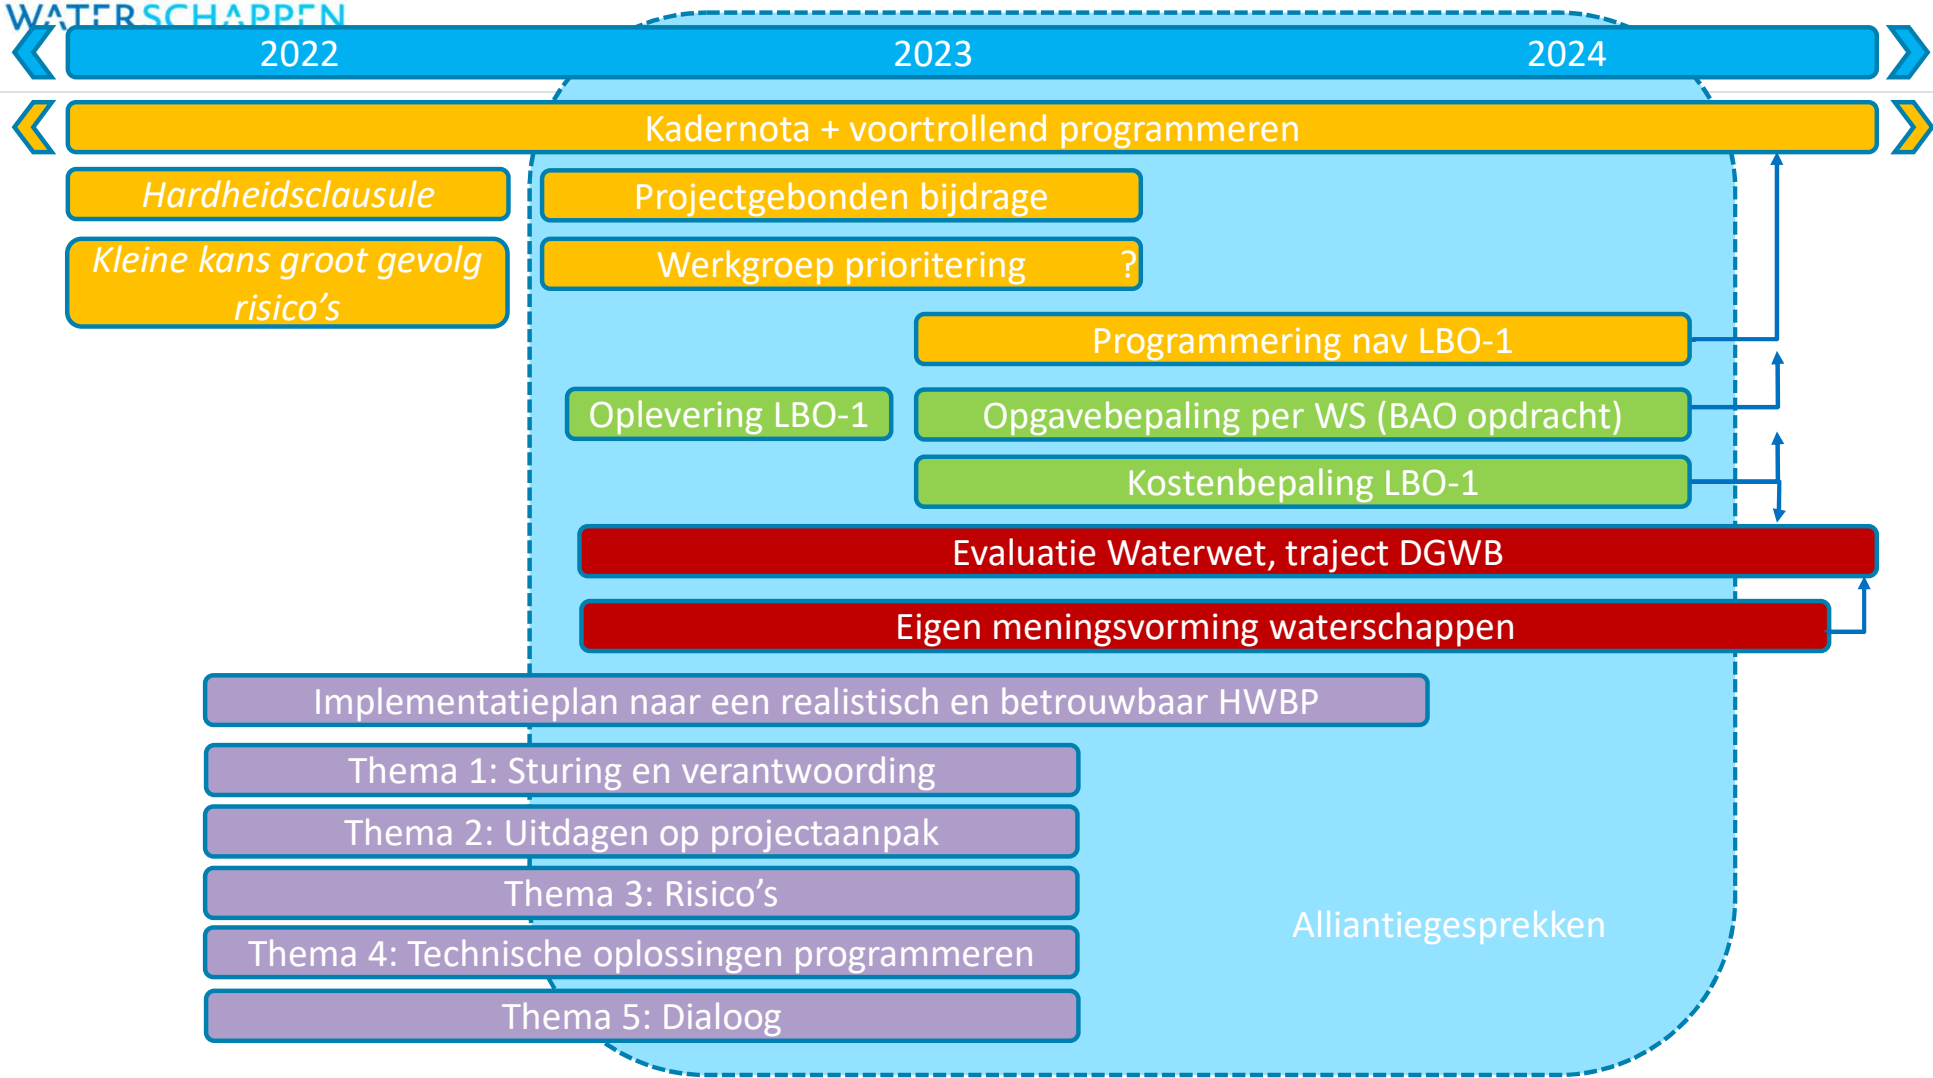 WATERSCHAPPEN
2022 2023 2024
Kadernota + voortrollend programmeren
Hardheidsclausule
Projectgebonden bijdrage
Kleine kans groot gevolg
risico's
Werkgroep prioritering ?
Programmering nav LBO-1
Oplevering LBO-1
Opgavebepaling per WS (BAO opdracht)
Kostenbepaling LBO-1
Evaluatie Waterwet, traject DGWB
Eigen meningsvorming waterschappen
Implementatieplan naar een realistisch en betrouwbaar HWBP
Thema 1: Sturing en verantwoording
Thema 2: Uitdagen op projectaanpak
Thema 3: Risico's
Alliantiegesprekken
Thema 4: Technische oplossingen programmeren
Thema 5: Dialoog